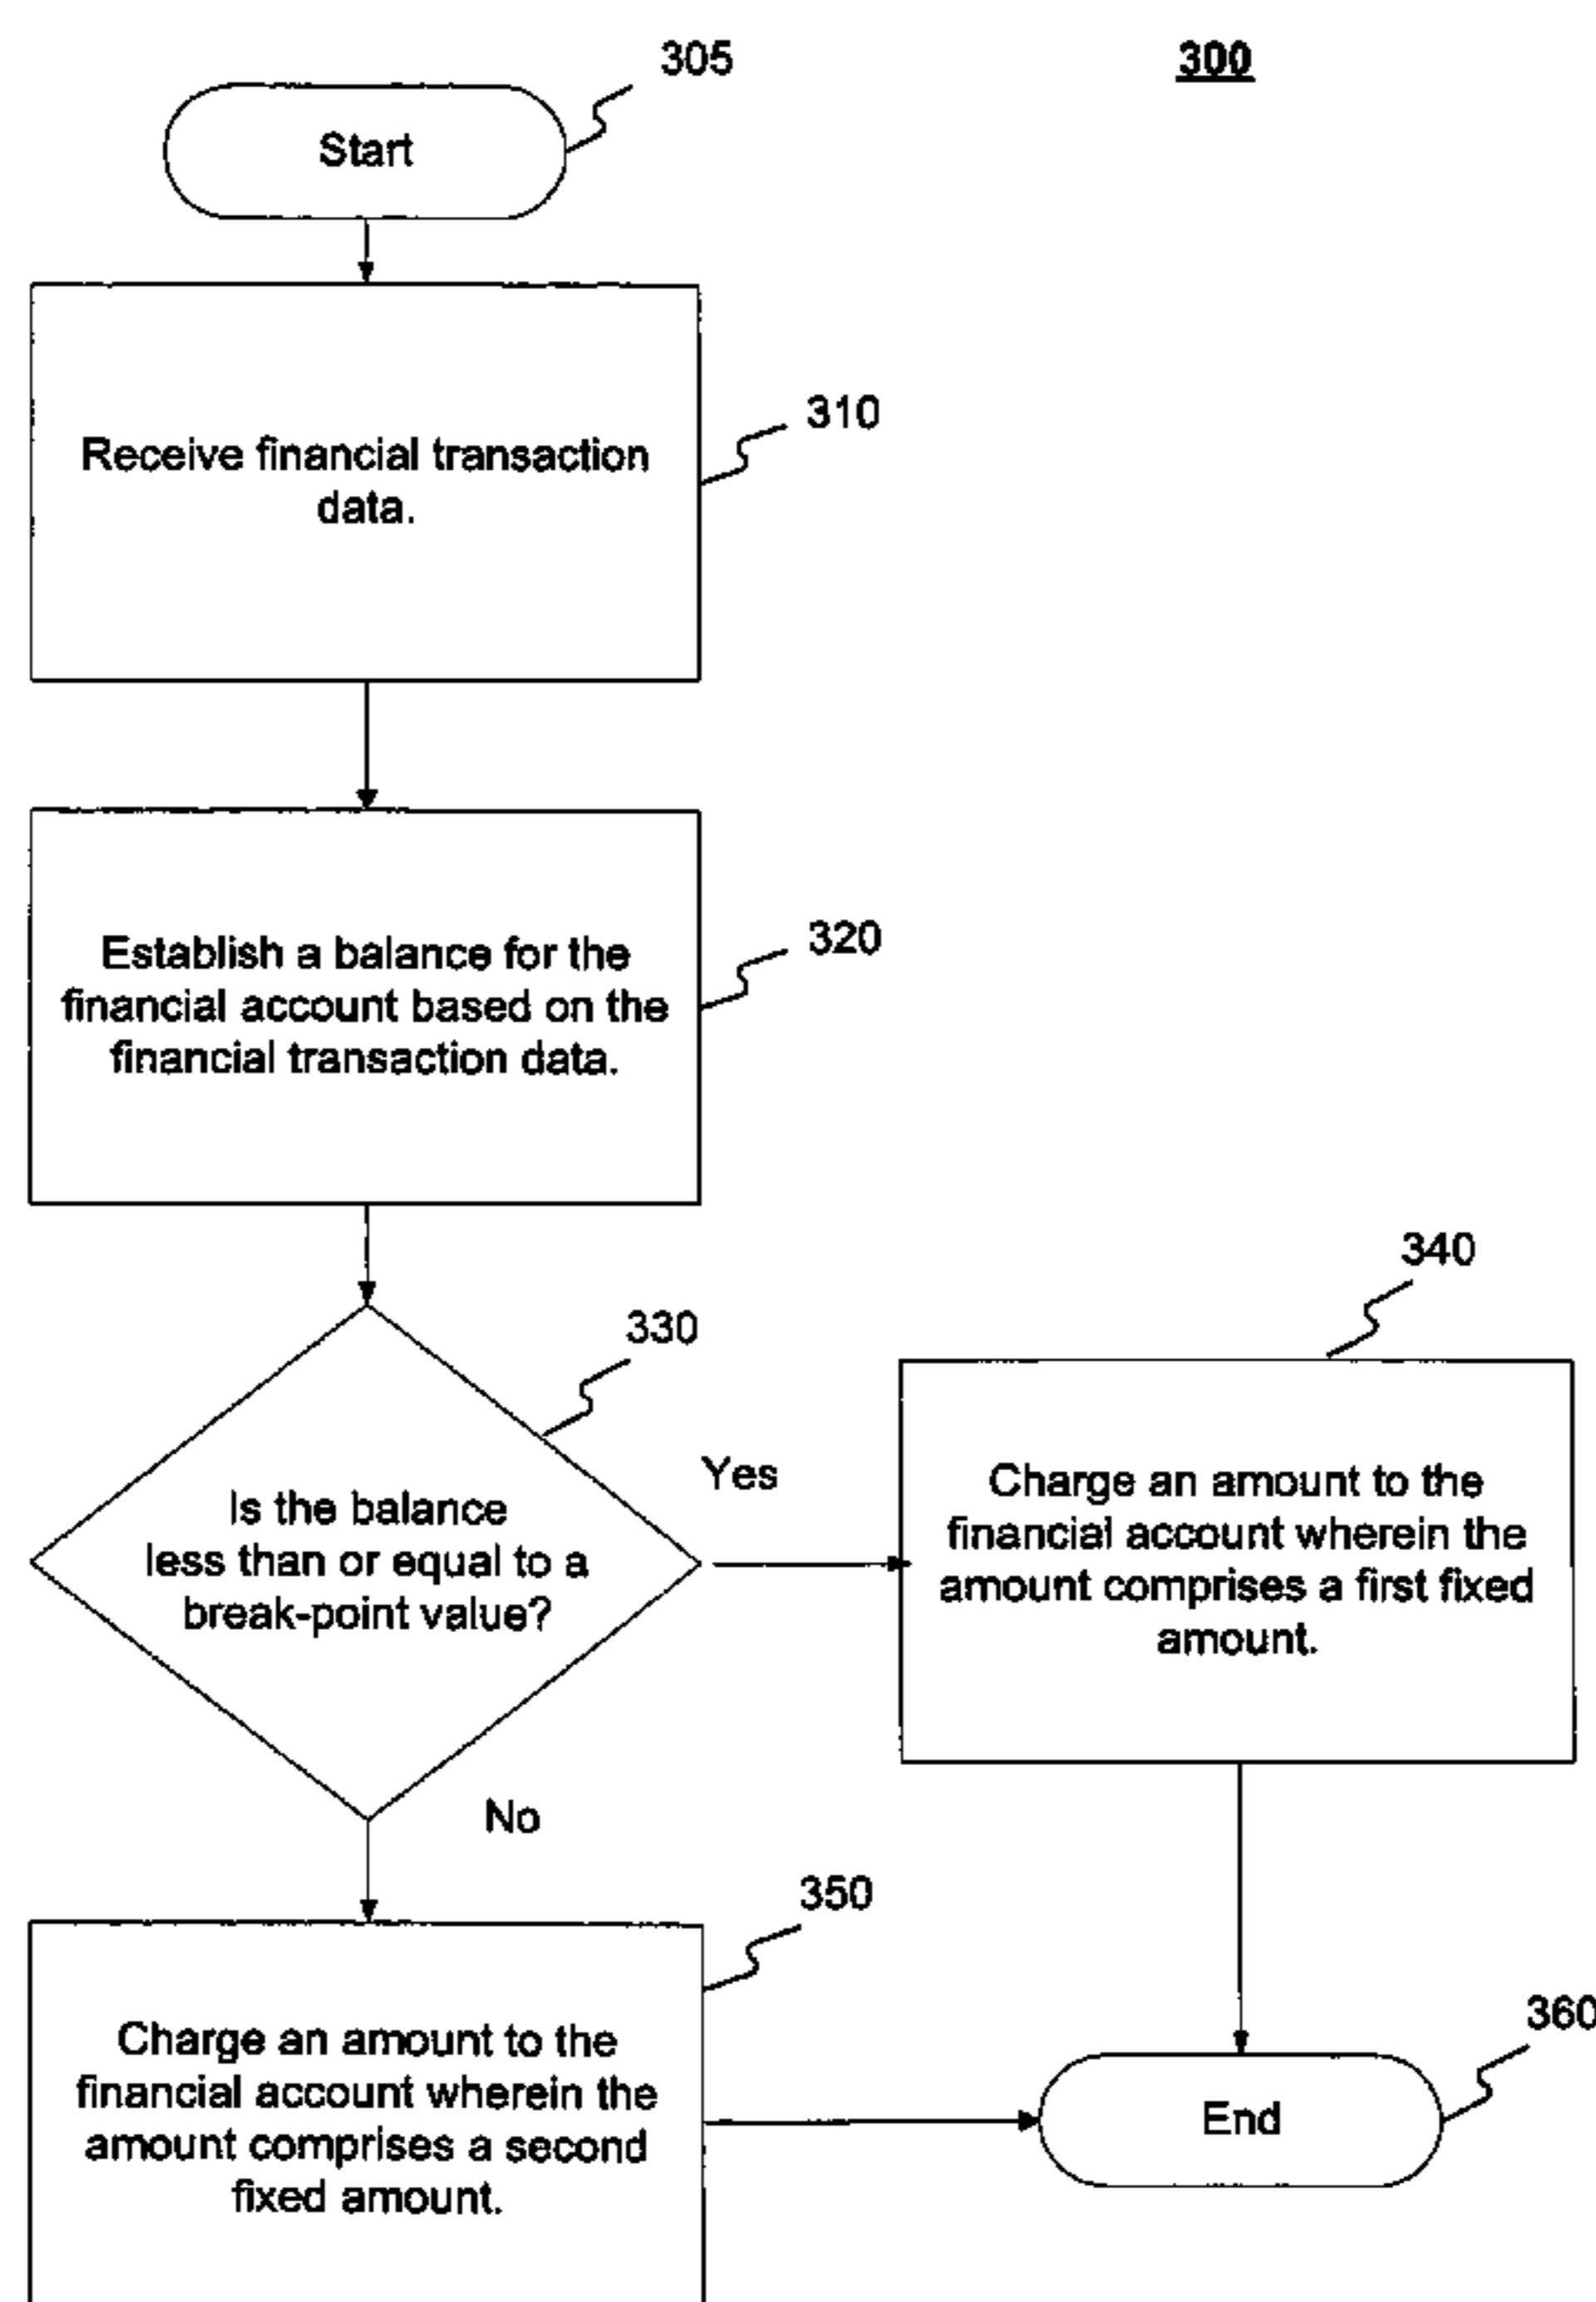 305
300
Start
310
Receive financial transaction
data.
320
Establish a balance for the
financial account based on the
financial transaction data.
340
330
Yes
Is the balance
less than or equal to a
break-point value?
Charge an amount to the
financial account wherein the
amount comprises a first fixed
amount.
No
350
360
Charge an amount to the
financial account wherein the
amount comprises a second
fixed amount.
End